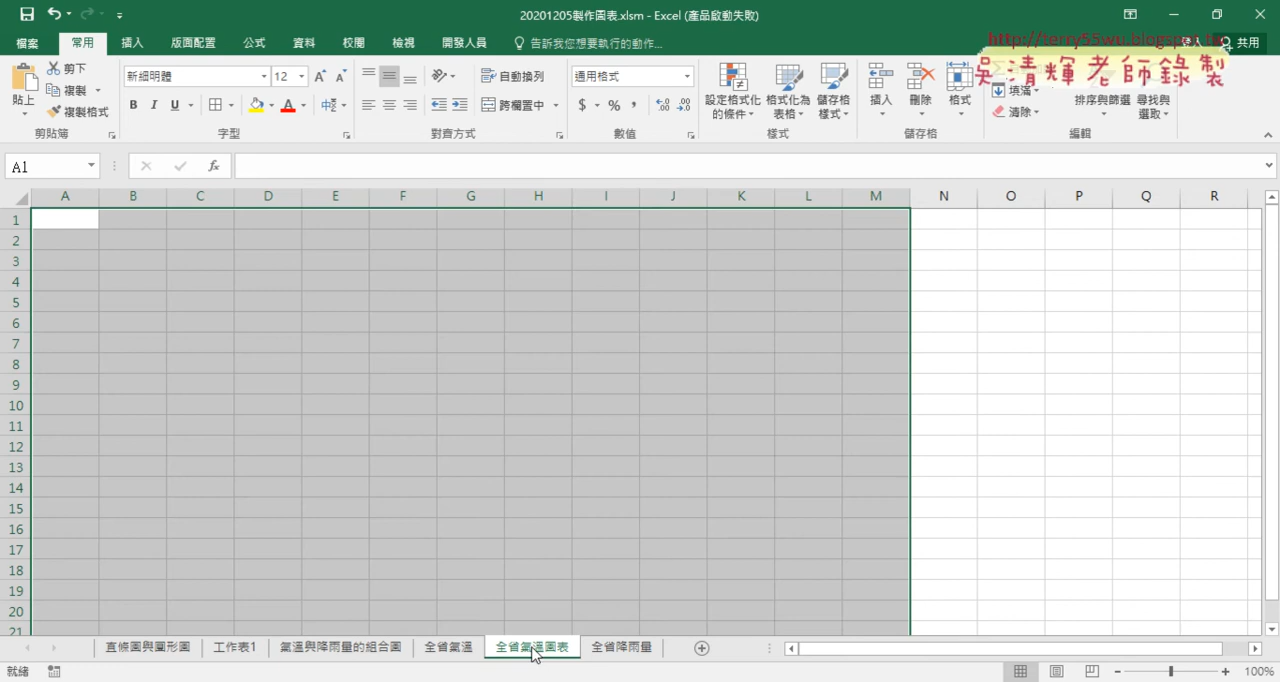 20201205製作圖表.xlsm - Excel (產品啟動失敗)
檔案 常用 插入 版面配置 公式 資料 校閱 檢視 開發人員 告訴我您想要執行的動作... 登入 共用
http://terry55wu.blogspot.tw
吳清輝老師錄製
貼上 剪下 複製 複製格式 剪貼簿
新細明體 12 B I U A 中 字型
自動換列 跨欄置中 對齊方式
通用格式 $ % , 數值
設定格式化的條件 格式化為表格 儲存格樣式 樣式
插入 刪除 格式 儲存格
填滿 清除 排序與篩選 尋找與選取 編輯
A1 fx
A B C D E F G H I J K L M N O P Q R
1
2
3
4
5
6
7
8
9
10
11
12
13
14
15
16
17
18
19
20
21
直條圖與圖形圖 工作表1 氣溫與降雨量的組合圖 全省氣溫 全省氣溫圖表 全省降雨量
就緒 100%